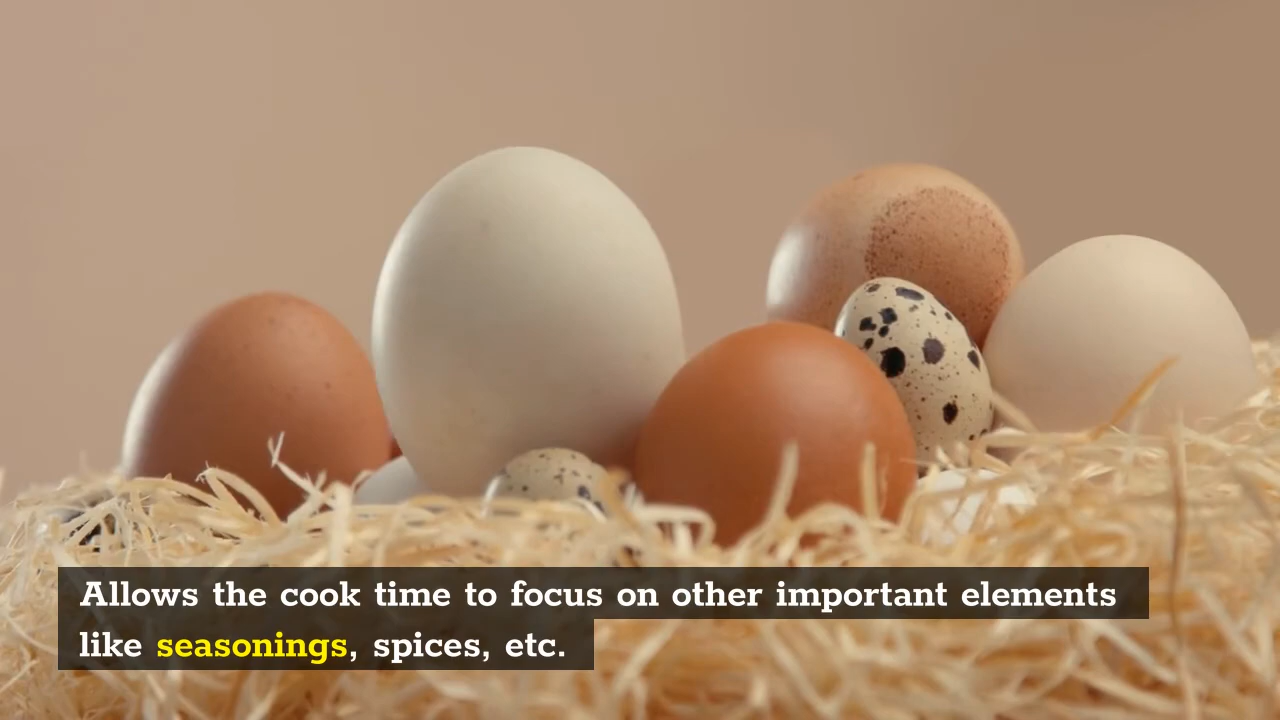 Allows the cook time to focus on other important elements
like seasonings, spices, etc.